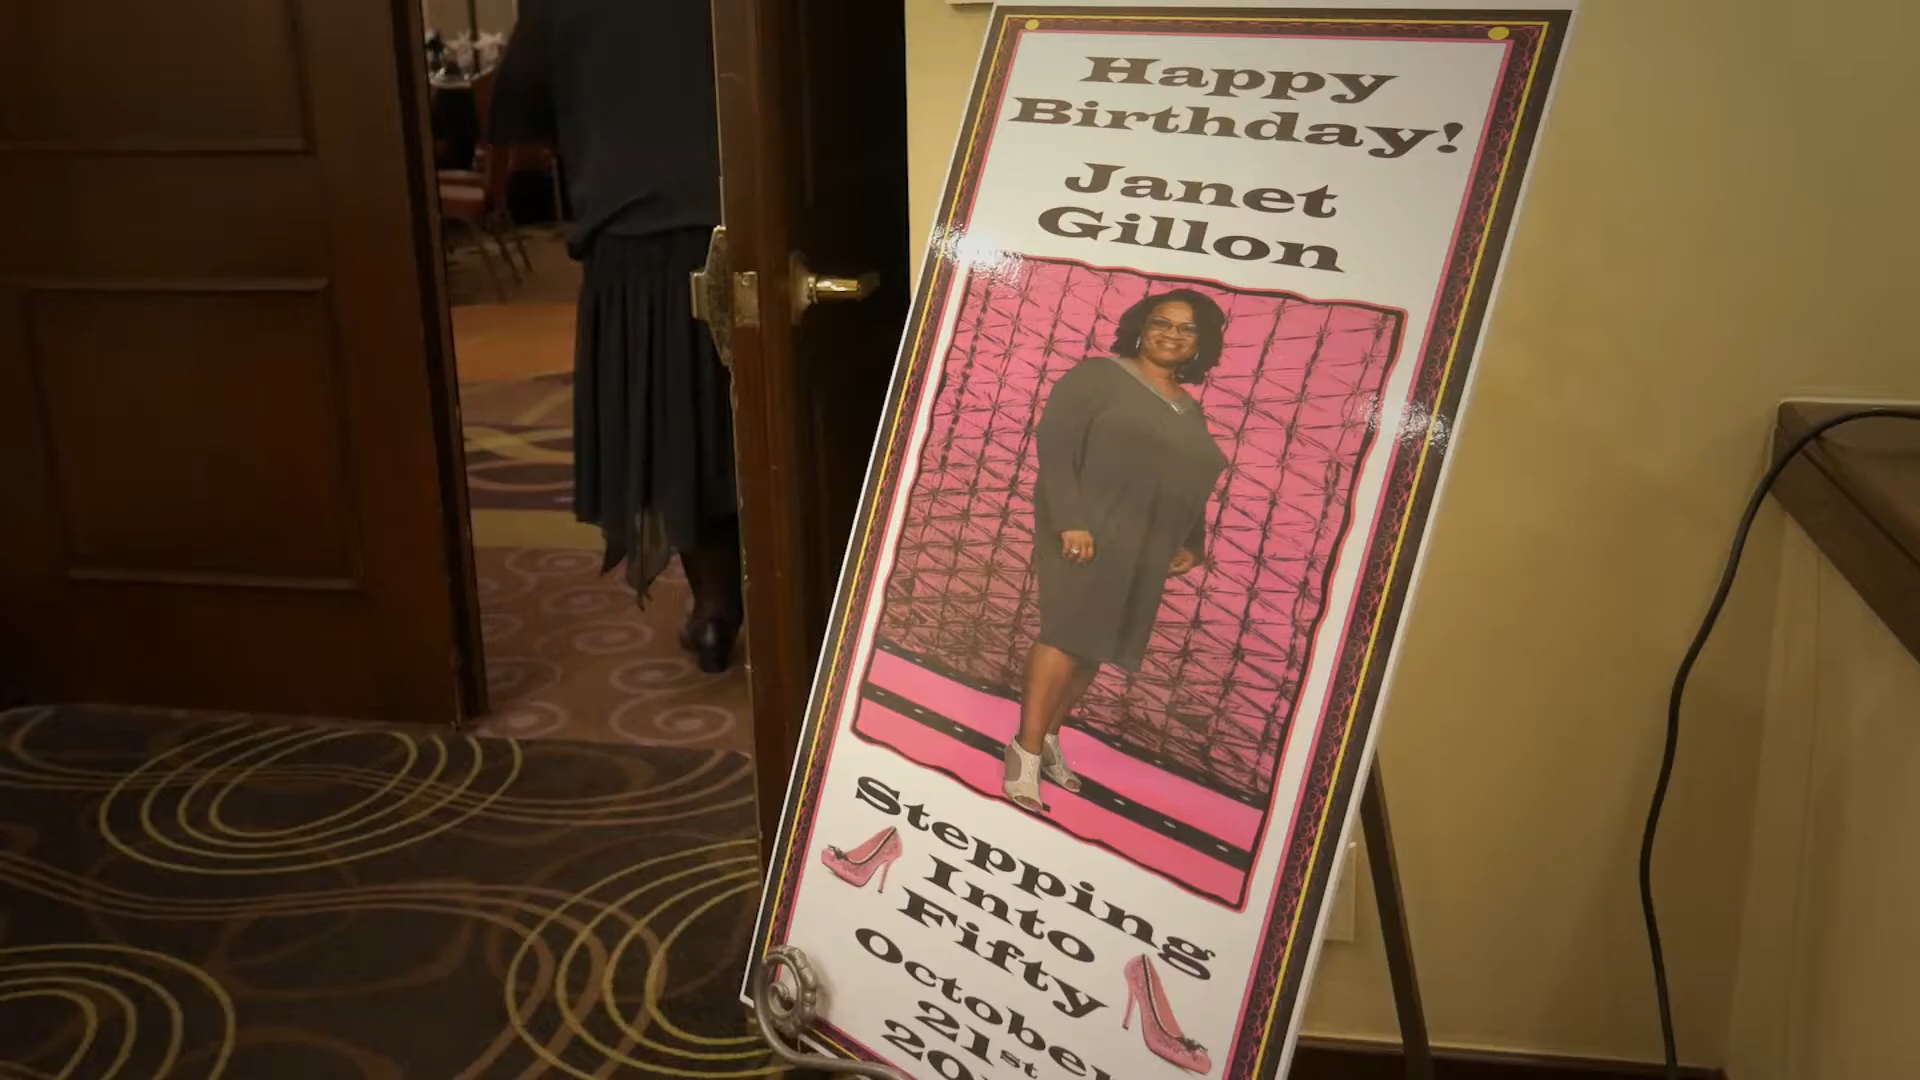 Happy
Birthday!
Janet
Gillon
Stepping
Into
Fifty
October
21st